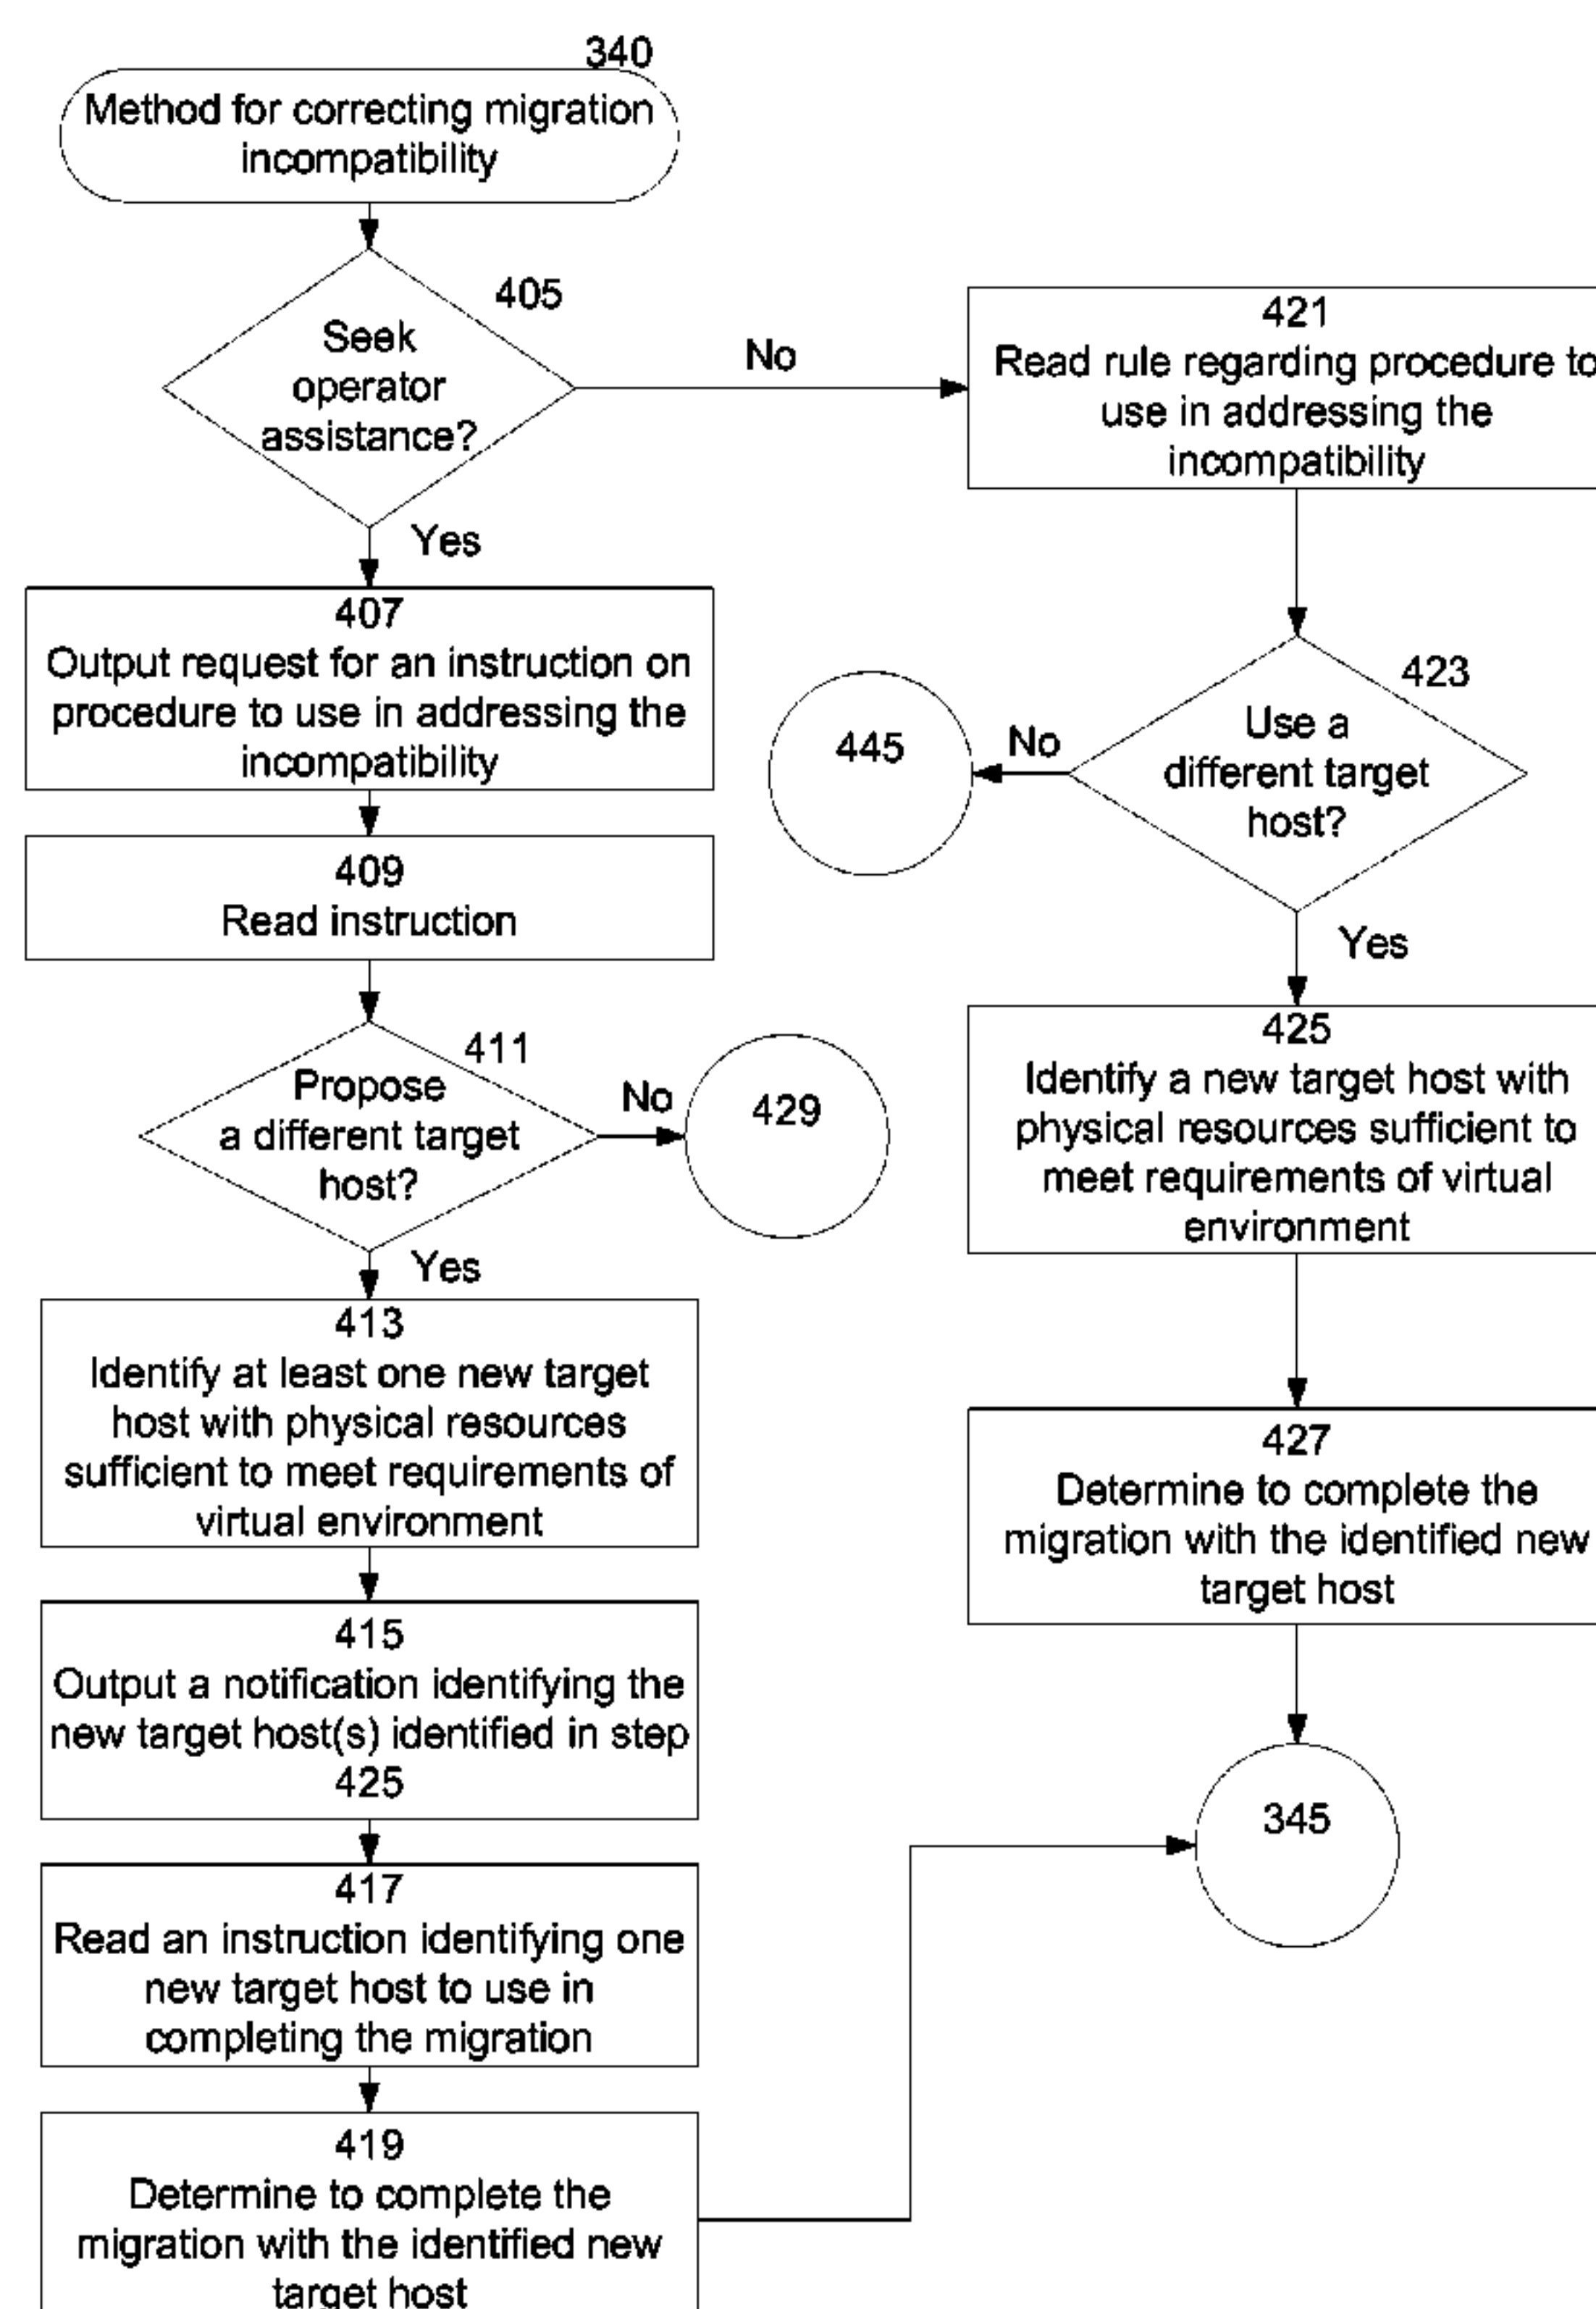 340
Method for correcting migration
incompatibility
405
Seek
operator
assistance?
No
Yes
407
Output request for an instruction on
procedure to use in addressing the
incompatibility
409
Read instruction
411
Propose
a different target
host?
No
429
Yes
413
Identify at least one new target
host with physical resources
sufficient to meet requirements of
virtual environment
415
Output a notification identifying the
new target host(s) identified in step
425
417
Read an instruction identifying one
new target host to use in
completing the migration
419
Determine to complete the
migration with the identified new
target host
421
Read rule regarding procedure to
use in addressing the
incompatibility
423
Use a
different target
host?
No
445
Yes
425
Identify a new target host with
physical resources sufficient to
meet requirements of virtual
environment
427
Determine to complete the
migration with the identified new
target host
345